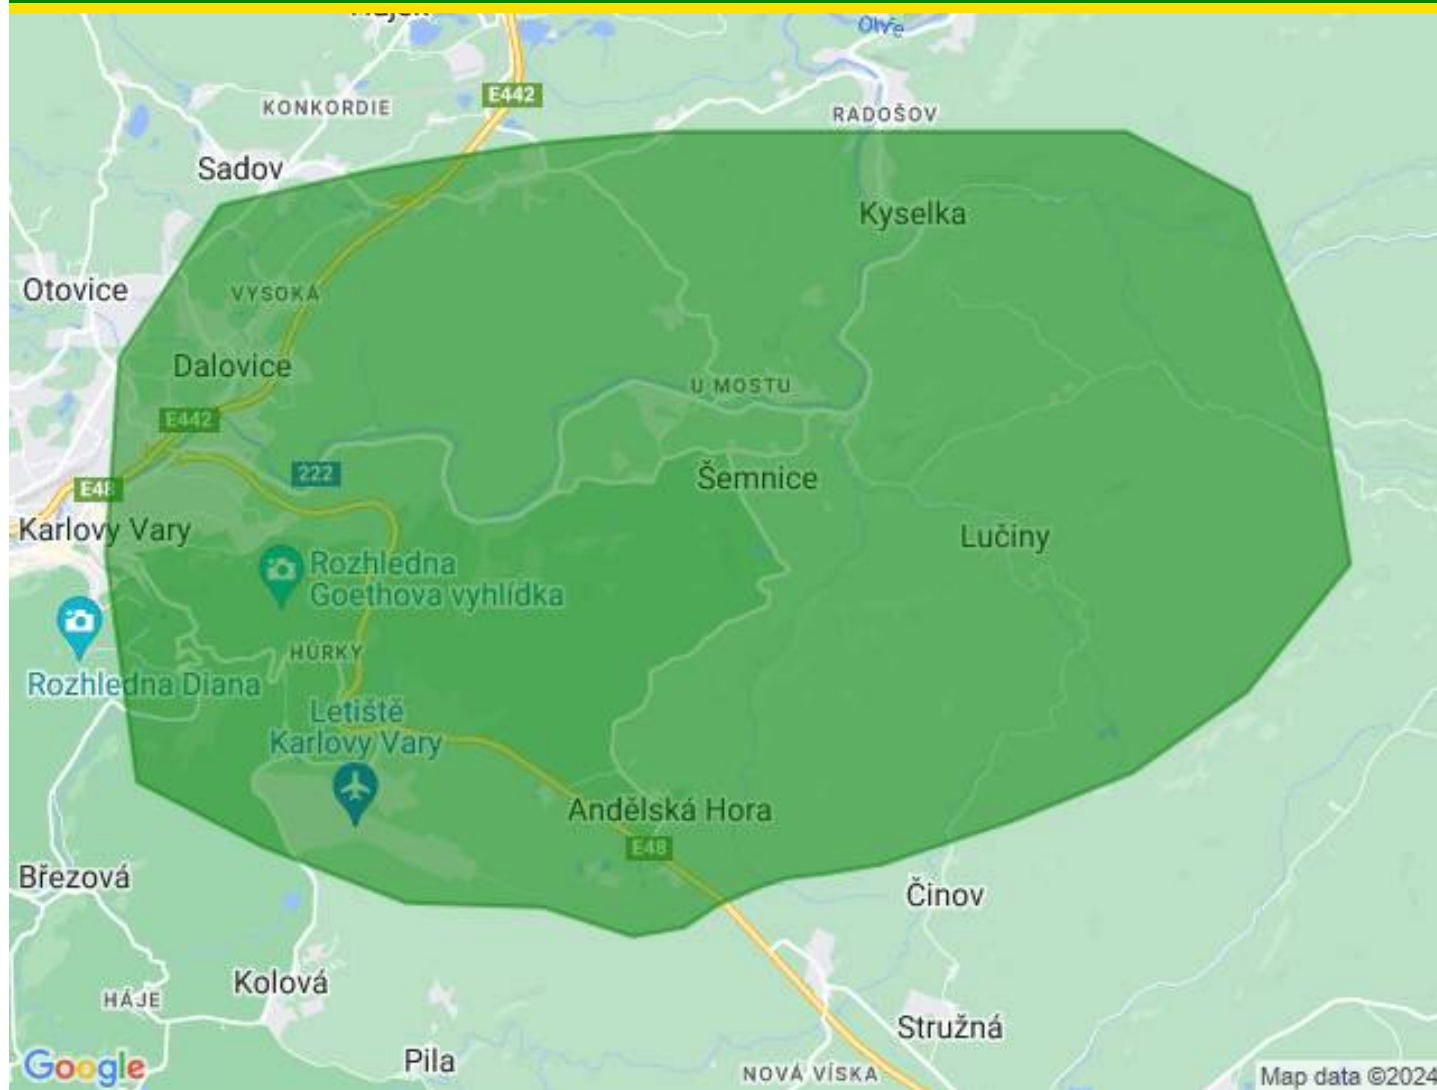 Ohře
E442
KONKORDIE
RADOŠOV
Sadov
Kyselka
Otovice
VYSOKÁ
Dalovice
U MOSTU
E442
222
Šemnice
E48
Karlovy Vary
Lučiny
Rozhledna
Goethova vyhlídka
HŮRKY
Rozhledna Diana
Letiště
Karlovy Vary
Andělská Hora
E48
Březová
Činov
Kolová
HÁJE
Stružná
Pila
Google
NOVÁ VÍSKA
Map data ©2024